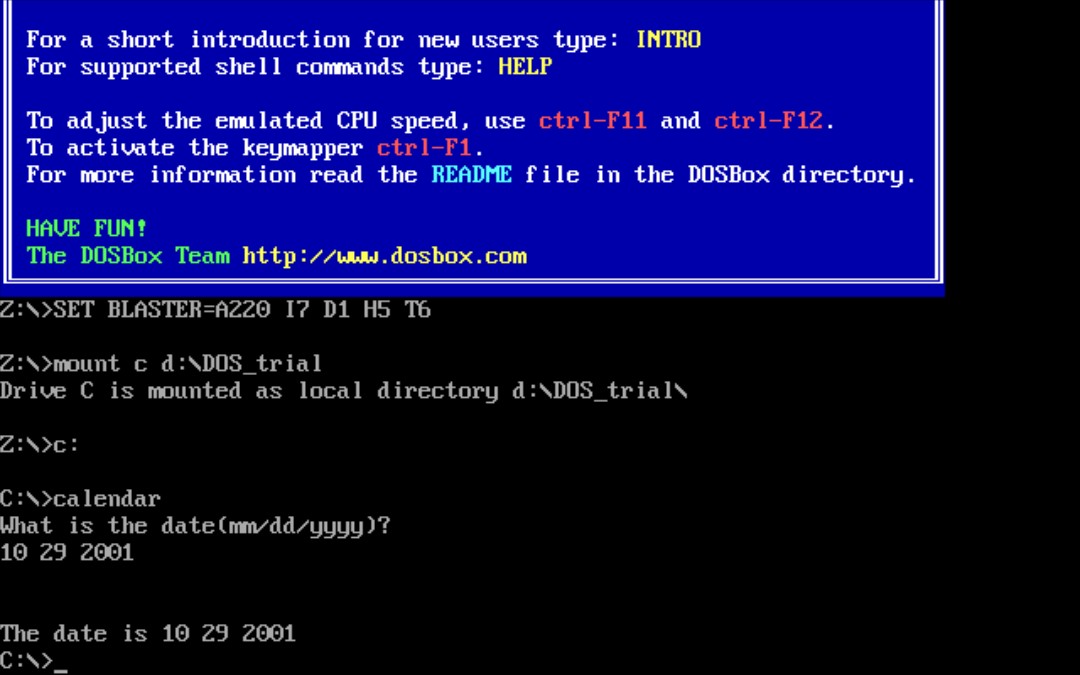 For a short introduction for new users type: INTRO
For supported shell commands type: HELP
To adjust the emulated CPU speed, use ctrl-F11 and ctrl-F12.
To activate the keymapper ctrl-F1.
For more information read the README file in the DOSBox directory.
HAVE FUN!
The DOSBox Team http://www.dosbox.com
Z:\>SET BLASTER=A220 I7 D1 H5 T6
Z:\>mount c d:\DOS_trial
Drive C is mounted as local directory d:\DOS_trial\
Z:\>c:
C:\>calendar
What is the date(mm/dd/yyyy)?
10 29 2001
The date is 10 29 2001
C:\>_